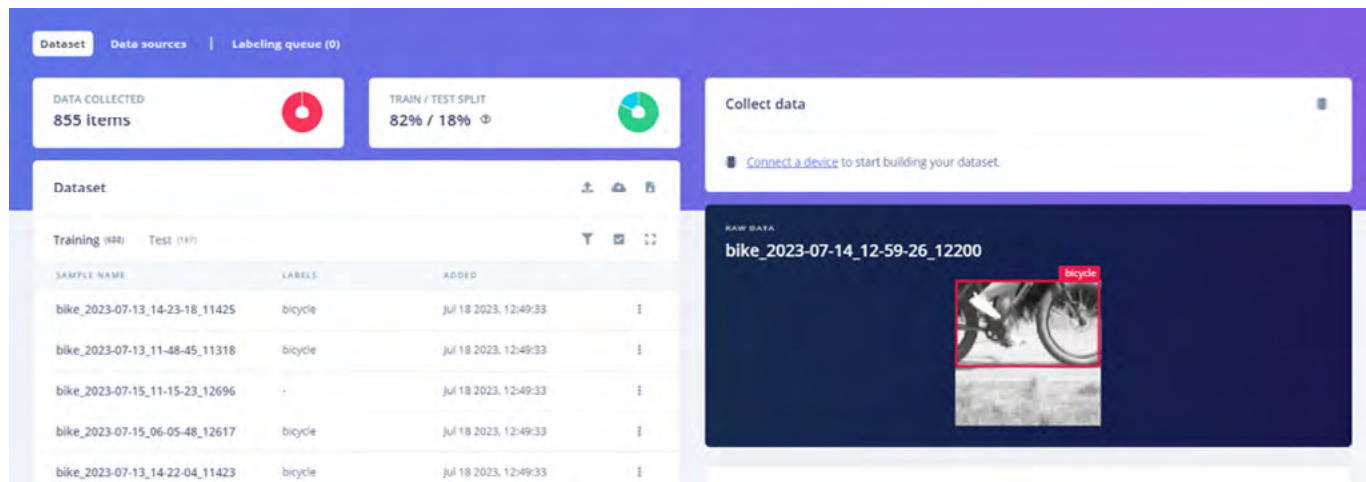 Dataset Data sources | Labeling queue (0)
DATA COLLECTED
855 items
TRAIN / TEST SPLIT
82% / 18%
Collect data
Connect a device to start building your dataset.
Dataset
Training Test
SAMPLE NAME LABELS ADDED
bike_2023-07-13_14-23-18_11425 bicycle Jul 18 2023, 12:49:33
bike_2023-07-13_11-48-45_11318 bicycle Jul 18 2023, 12:49:33
bike_2023-07-15_11-15-23_12696 - Jul 18 2023, 12:49:33
bike_2023-07-15_06-05-48_12617 bicycle Jul 18 2023, 12:49:33
bike_2023-07-13_14-22-04_11423 bicycle Jul 18 2023, 12:49:33
RAW DATA
bike_2023-07-14_12-59-26_12200
bicycle